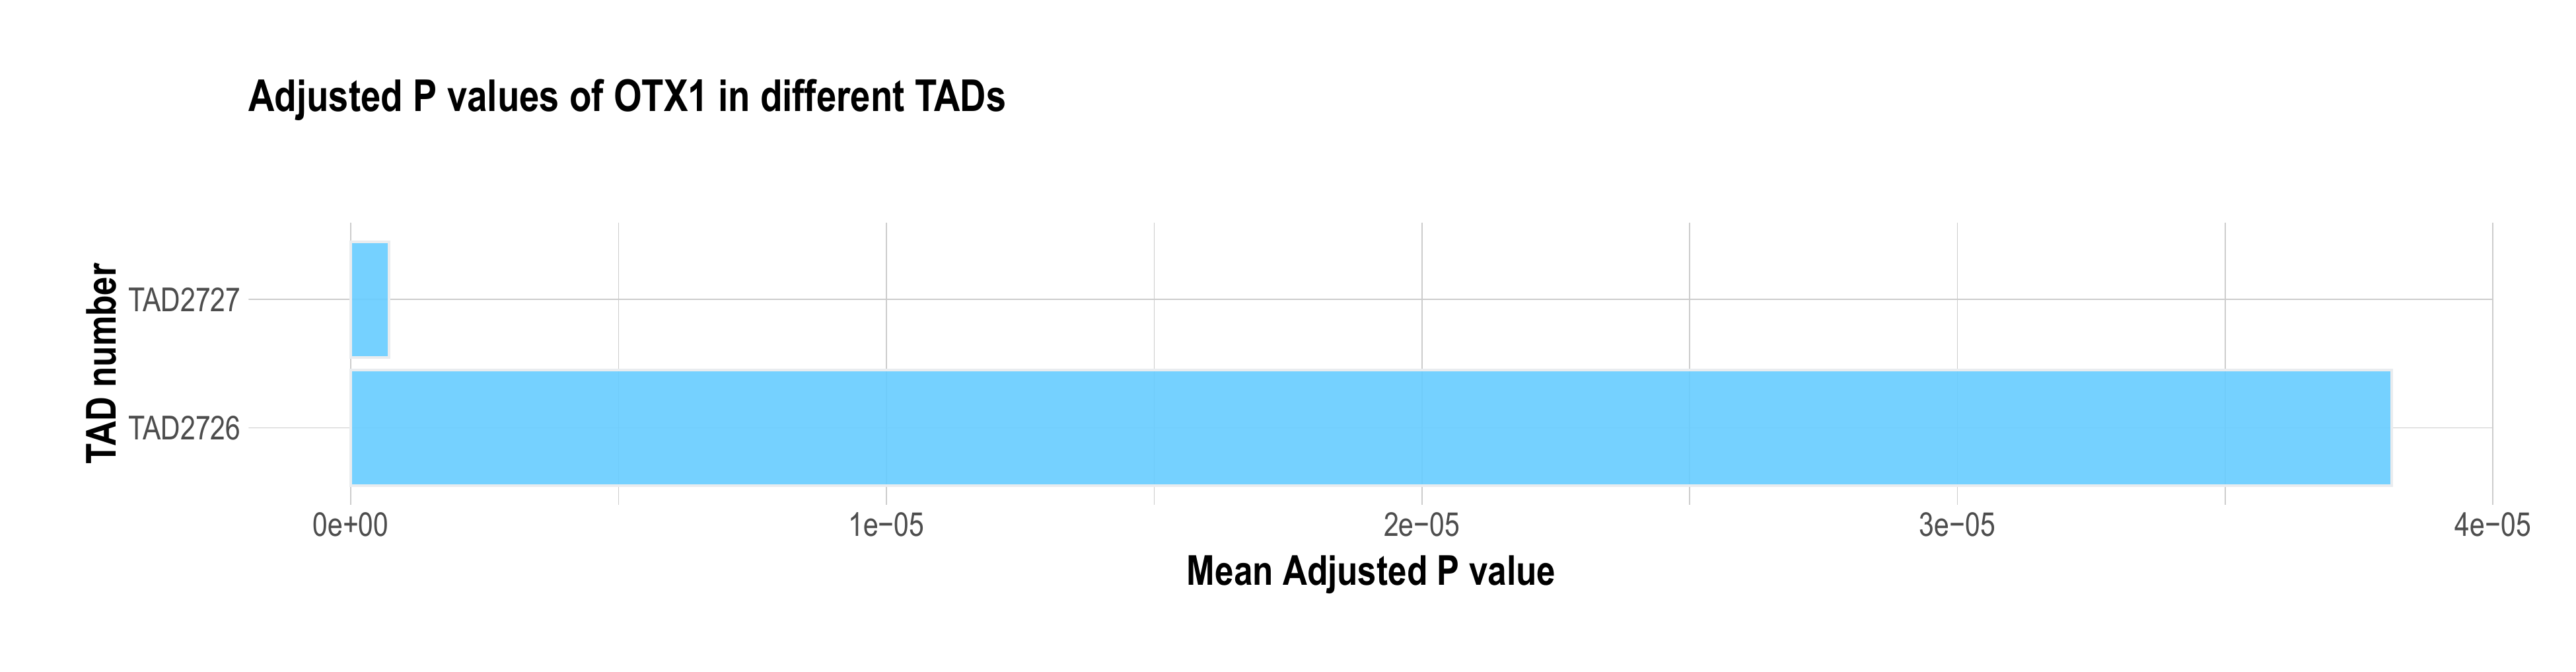 Adjusted P values of OTX1 in different TADs
TAD number
TAD2727
TAD2726
0e+00 1e−05 2e−05 3e−05 4e−05
Mean Adjusted P value